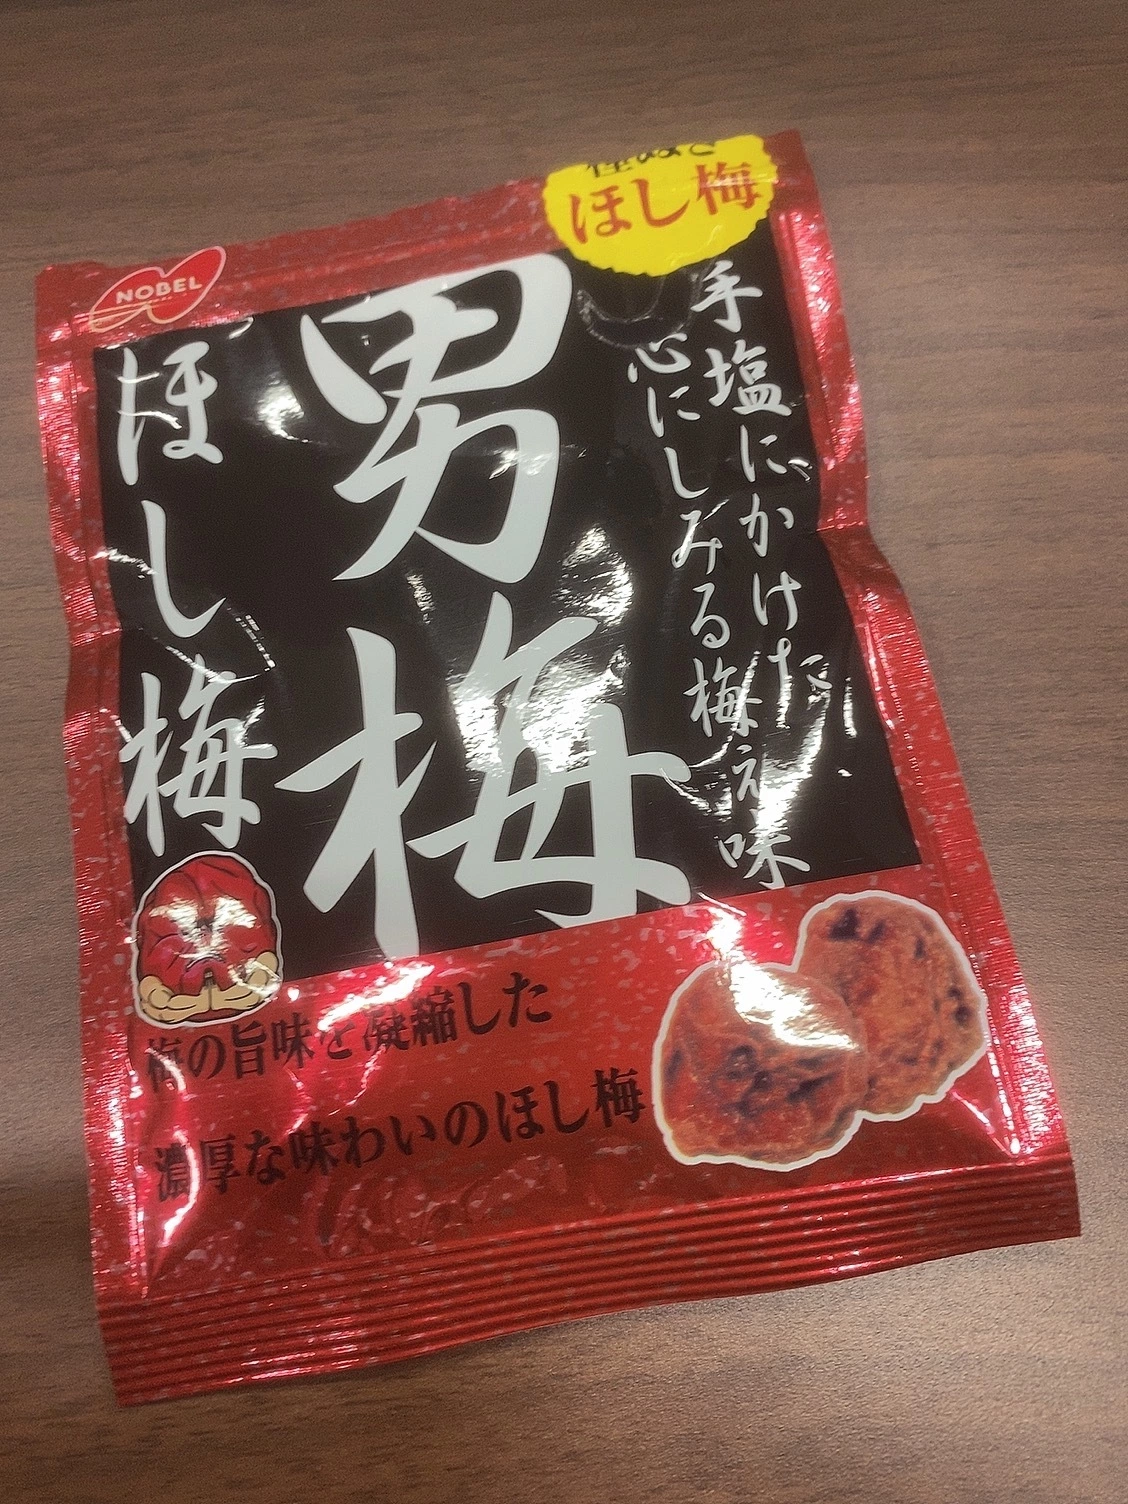 ほし梅
NOBEL
手塩にかけた
心にしみる梅え味
男梅
ほし梅
梅の旨味を凝縮した
濃厚な味わいのほし梅